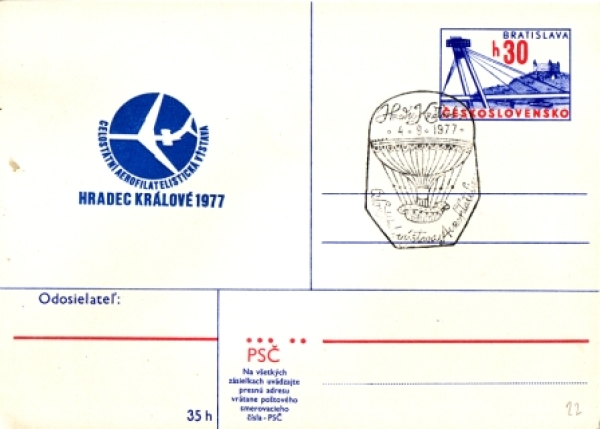 BRATISLAVA
h 30
ČESKOSLOVENSKO
4.9.1977
CELOSTÁTNÍ AEROFILATELISTICKÁ VÝSTAVA
HRADEC KRÁLOVÉ 1977
Odosielateľ:
PSČ
Na všetkých
zásielkach uvádzajte
presnú adresu
vrátane poštového
smerovacieho
čísla - PSČ
35 h
22